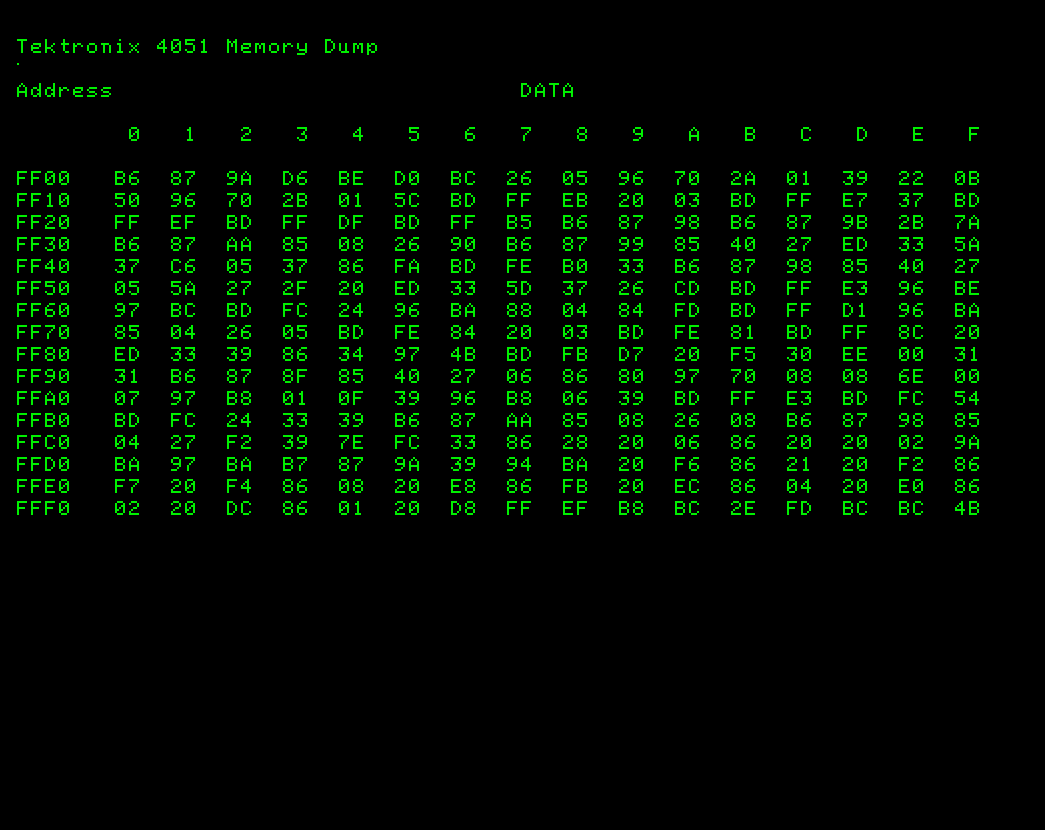 Tektronix 4051 Memory Dump
Address DATA
0 1 2 3 4 5 6 7 8 9 A B C D E F
FF00 B6 87 9A D6 BE D0 BC 26 05 96 70 2A 01 39 22 0B
FF10 50 96 70 2B 01 5C BD FF EB 20 03 BD FF E7 37 BD
FF20 FF EF BD FF DF BD FF B5 B6 87 98 B6 87 9B 2B 7A
FF30 B6 87 AA 85 08 26 90 B6 87 99 85 40 27 ED 33 5A
FF40 37 C6 05 37 86 FA BD FE B0 33 B6 87 98 85 40 27
FF50 05 5A 27 2F 20 ED 33 5D 37 26 CD BD FF E3 96 BE
FF60 97 BC BD FC 24 96 BA 88 04 84 FD BD FF D1 96 BA
FF70 85 04 26 05 BD FE 84 20 03 BD FE 81 BD FF 8C 20
FF80 ED 33 39 86 34 97 4B BD FB D7 20 F5 30 EE 00 31
FF90 31 B6 87 8F 85 40 27 06 86 80 97 70 08 08 6E 00
FFA0 07 97 B8 01 0F 39 96 B8 06 39 BD FF E3 BD FC 54
FFB0 BD FC 24 33 39 B6 87 AA 85 08 26 08 B6 87 98 85
FFC0 04 27 F2 39 7E FC 33 86 28 20 06 86 20 20 02 9A
FFD0 BA 97 BA B7 87 9A 39 94 BA 20 F6 86 21 20 F2 86
FFE0 F7 20 F4 86 08 20 E8 86 FB 20 EC 86 04 20 E0 86
FFF0 02 20 DC 86 01 20 D8 FF EF B8 BC 2E FD BC BC 4B